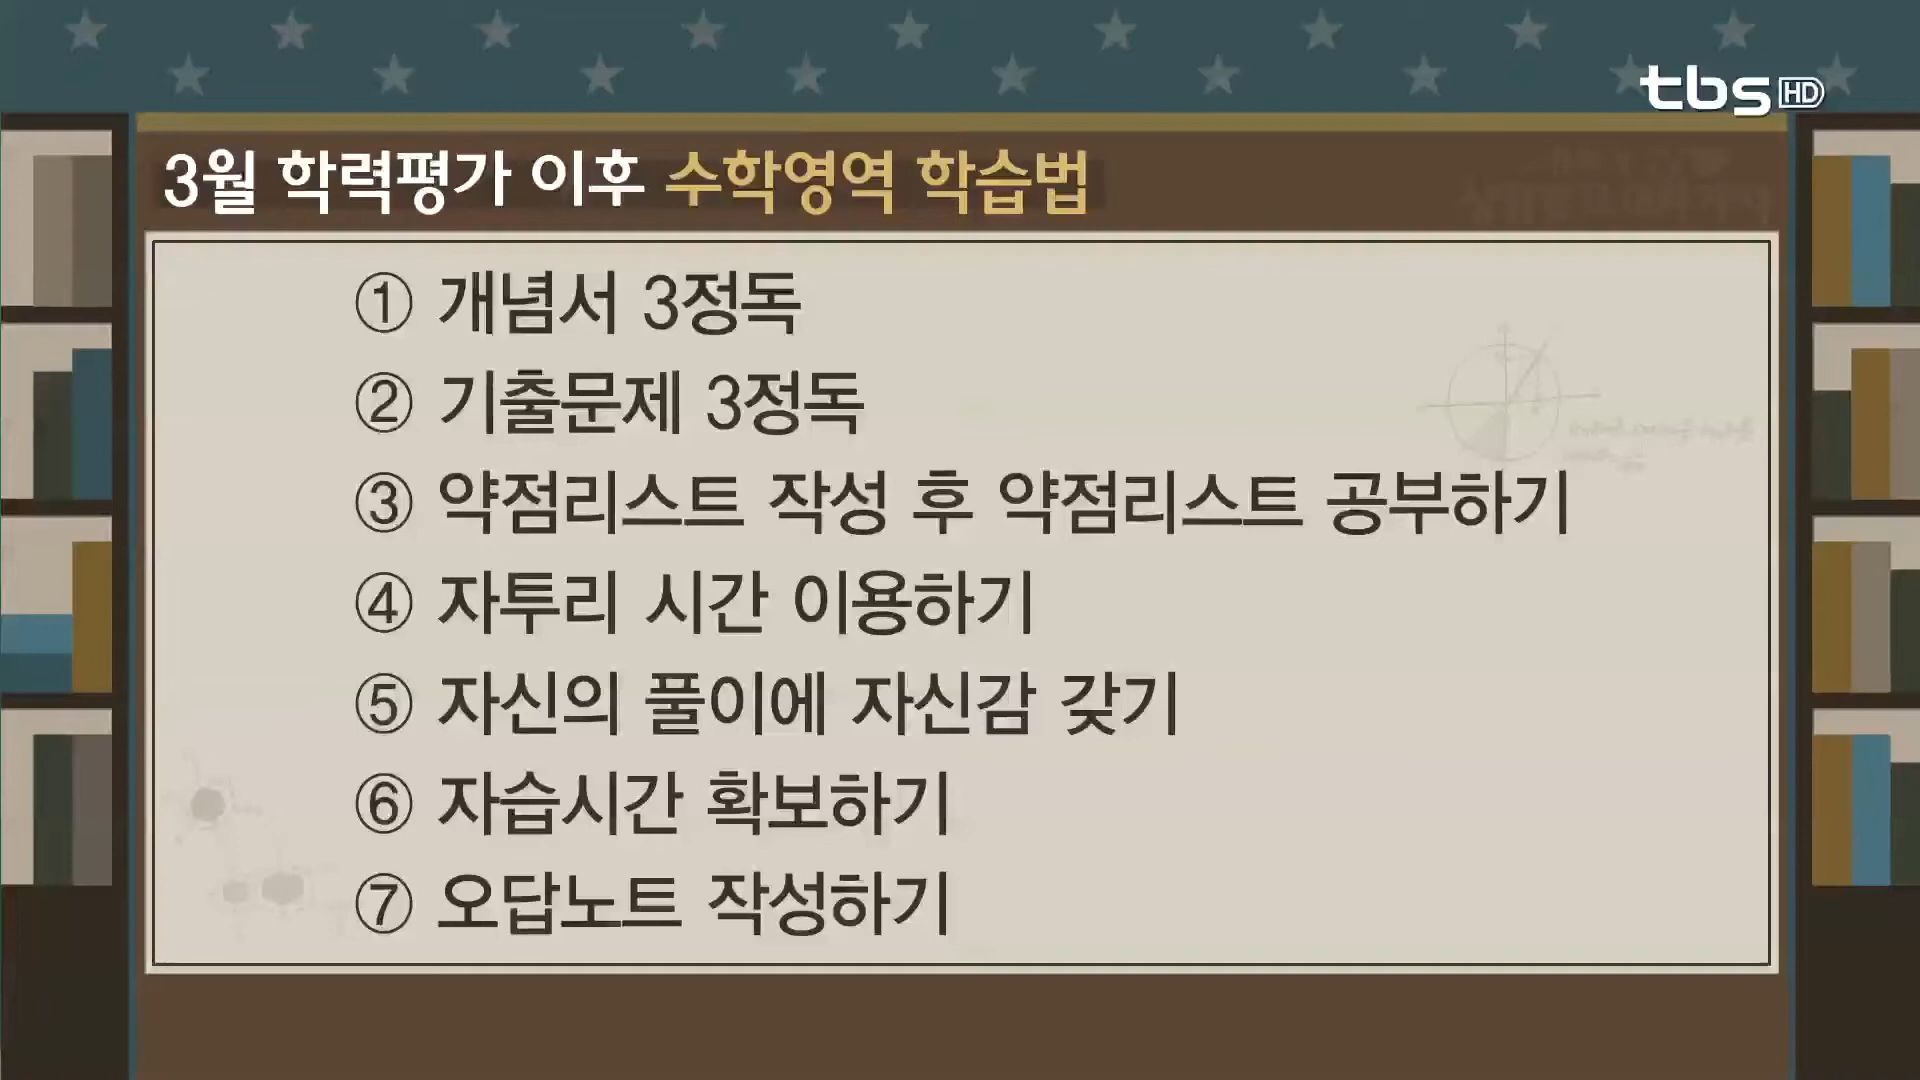 tbs HD
3월 학력평가 이후 수학영역 학습법
① 개념서 3정독
② 기출문제 3정독
③ 약점리스트 작성 후 약점리스트 공부하기
④ 자투리 시간 이용하기
⑤ 자신의 풀이에 자신감 갖기
⑥ 자습시간 확보하기
⑦ 오답노트 작성하기